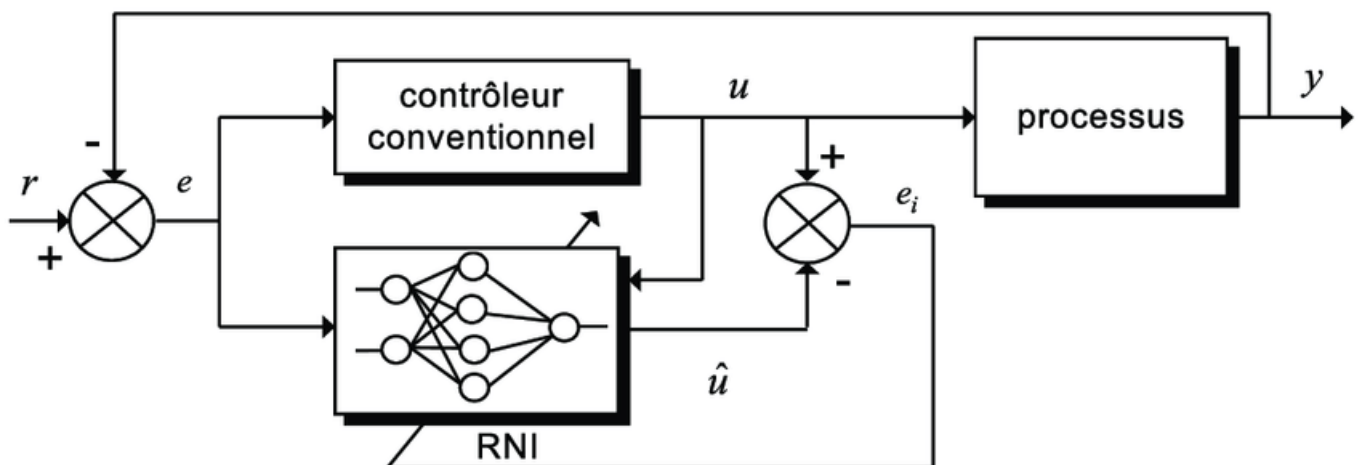 contrôleur
conventionnel
u
processus
y
-
r
+
e
+
e_i
-
û
RNI